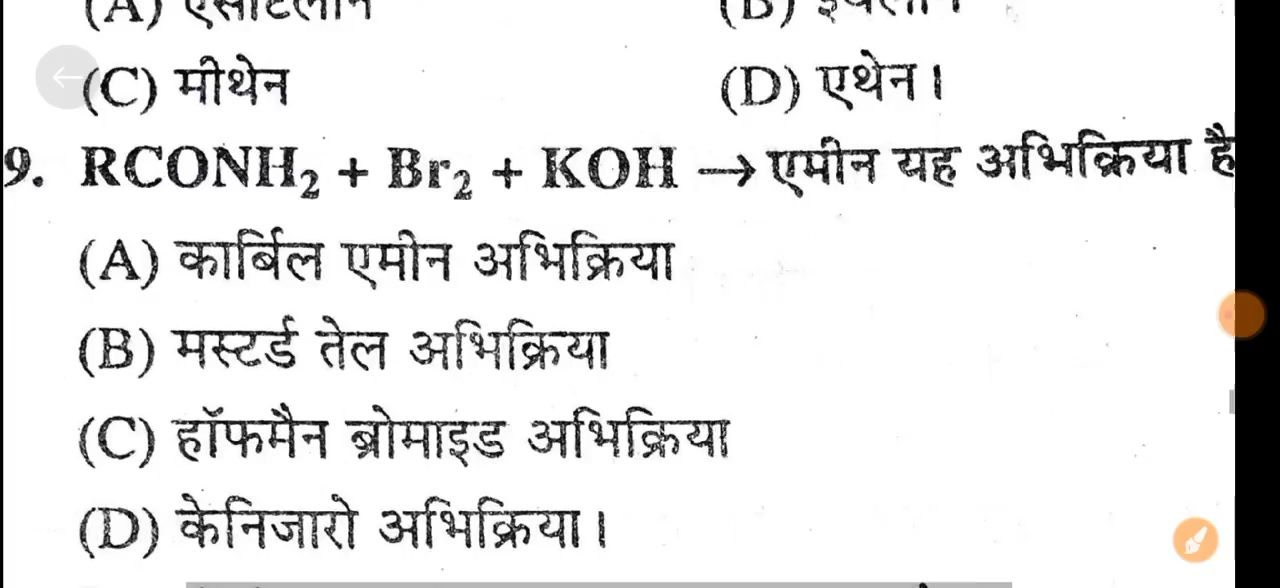 (C) मीथेन (D) एथेन।
9. RCONH₂ + Br₂ + KOH → एमीन यह अभिक्रिया है
(A) कार्बिल एमीन अभिक्रिया
(B) मस्टर्ड तेल अभिक्रिया
(C) हॉफमैन ब्रोमाइड अभिक्रिया
(D) केनिजारो अभिक्रिया।